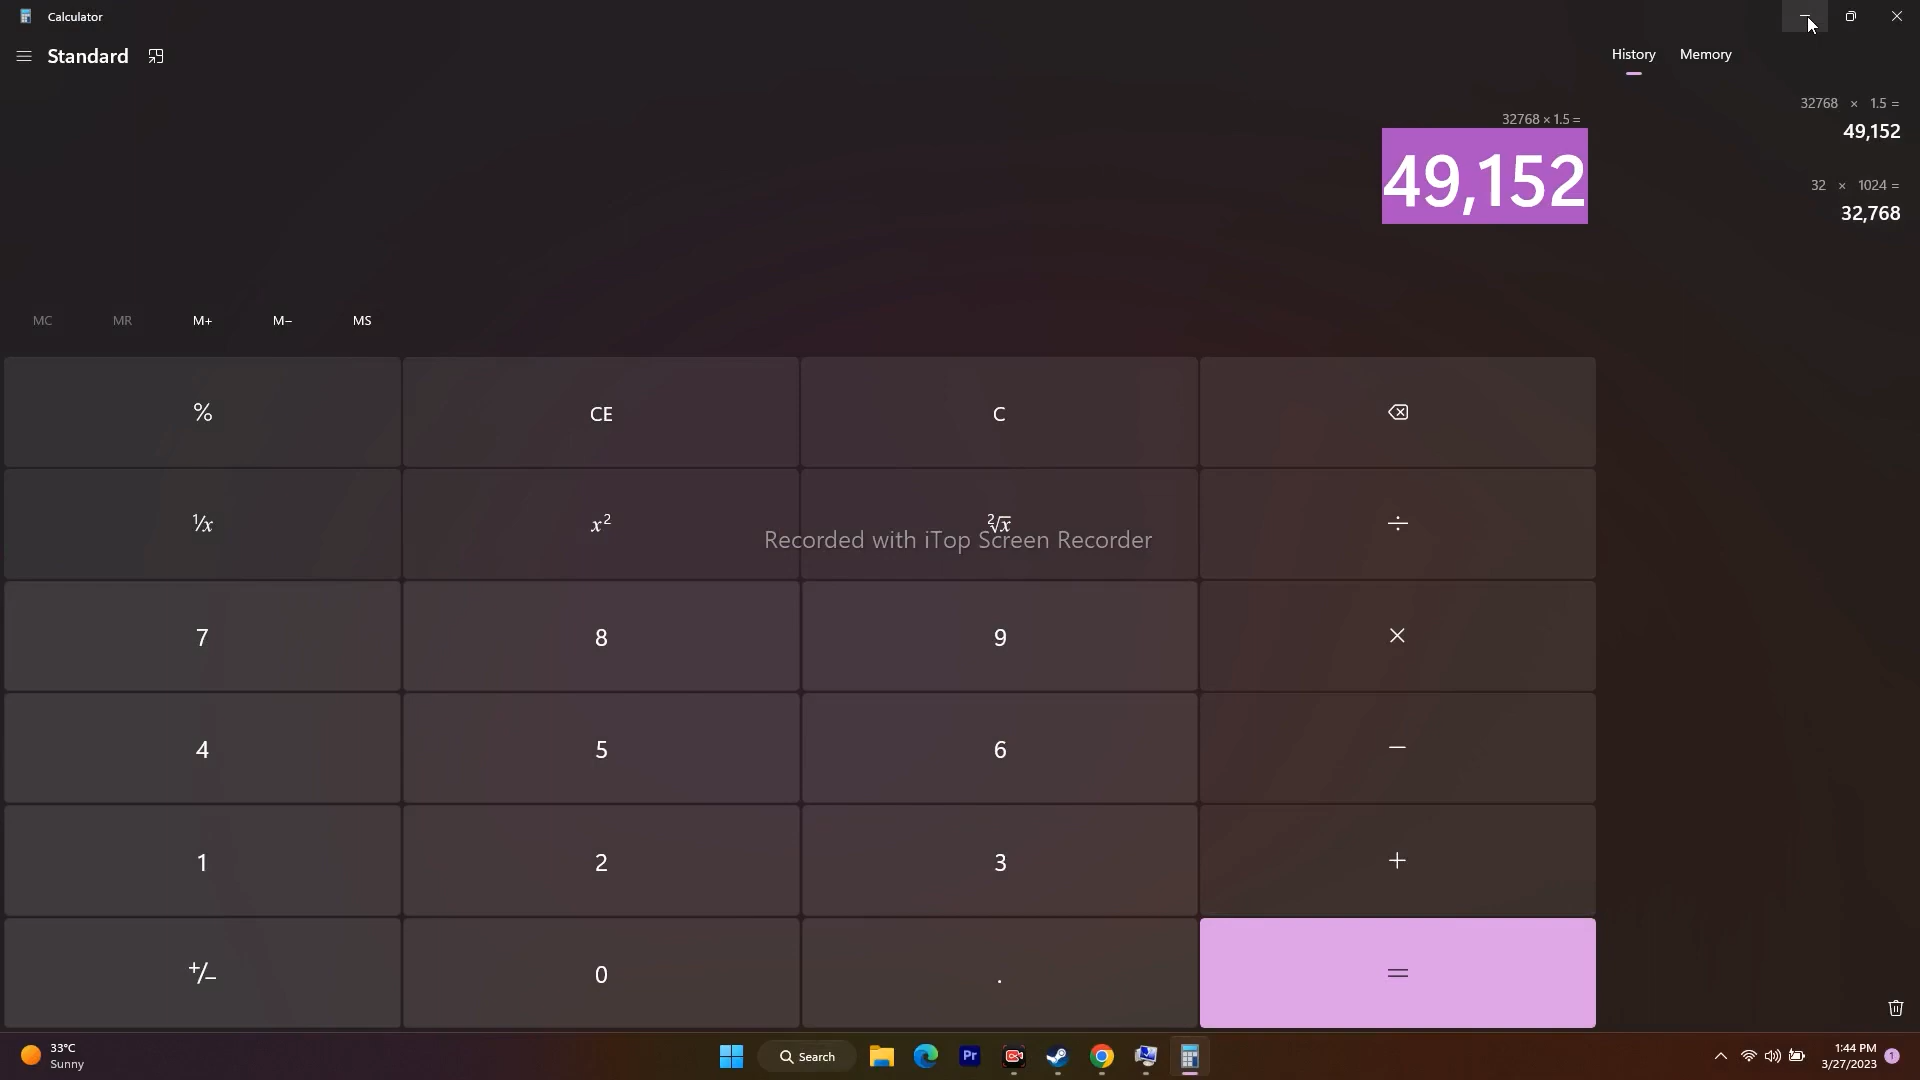 Calculator
Standard
History Memory
32768 × 1.5 =
49,152
32768 × 1.5 =
49,152
32 × 1024 =
32,768
MC MR M+ M− MS
% CE C
¹/x x² ²√x ÷
Recorded with iTop Screen Recorder
7 8 9 ×
4 5 6 −
1 2 3 +
+/− 0 . =
33°C
Sunny
Search
Pr
1:44 PM
3/27/2023
1